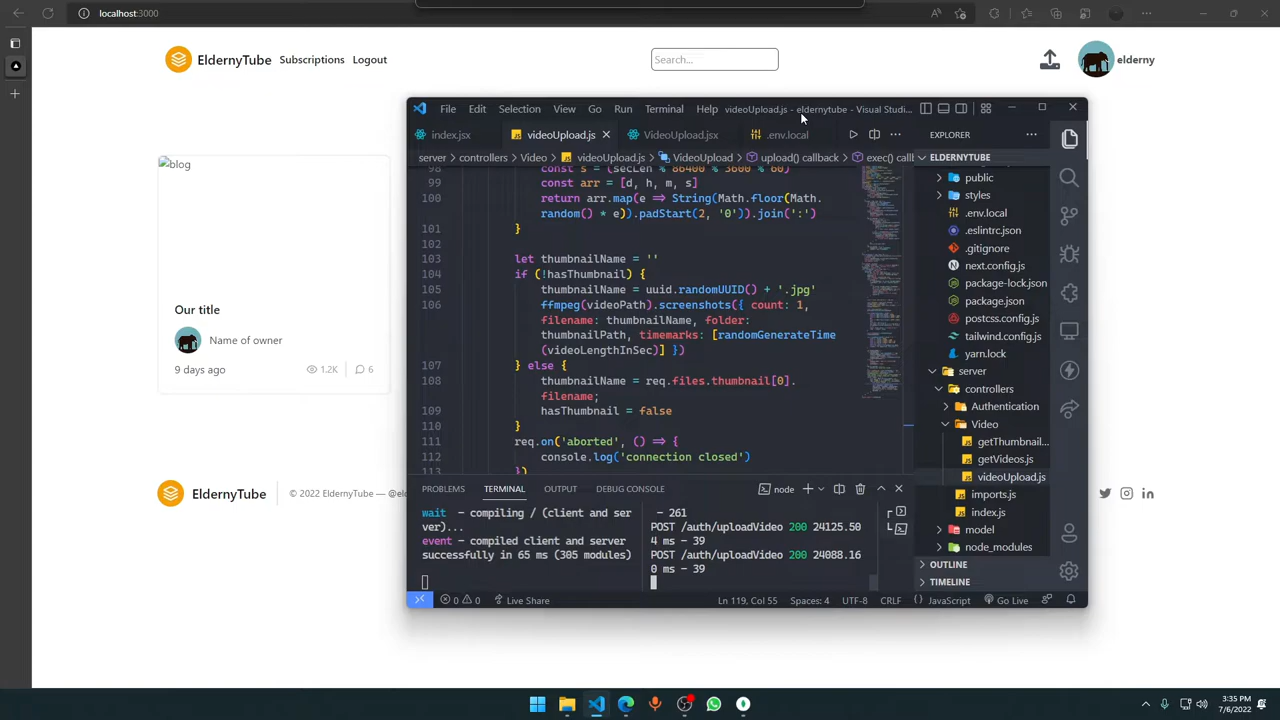 localhost:3000
EldernyTube
Subscriptions
Logout
Search...
elderny
blog
Our title
Name of owner
9 days ago
1.2K
6
EldernyTube
© 2022 EldernyTube —
File Edit Selection View Go Run Terminal Help
videoUpload.js - eldernytube - Visual Studi...
index.jsx
videoUpload.js
VideoUpload.jsx
.env.local
server > controllers > Video > videoUpload.js > VideoUpload > upload() callback > exec() call
98 const s = (secLen % 86400 % 3600 % 60)
99 const arr = [d, h, m, s]
100 return arr.map(e => String(Math.floor(Math.
random() * e)).padStart(2, '0')).join(':')
101 }
102
103 let thumbnailName = ''
104 if (!hasThumbnail) {
105 thumbnailName = uuid.randomUUID() + '.jpg'
106 ffmpeg(videoPath).screenshots({ count: 1,
filename: thumbnailName, folder:
thumbnailPath, timemarks: [randomGenerateTime
(videoLengthInSec)] })
107 } else {
108 thumbnailName = req.files.thumbnail[0].
filename;
109 hasThumbnail = false
110 }
111 req.on('aborted', () => {
112 console.log('connection closed')
113 })
EXPLORER
ELDERNYTUBE
public
styles
.env.local
.eslintrc.json
.gitignore
next.config.js
package-lock.json
package.json
postcss.config.js
tailwind.config.js
yarn.lock
server
controllers
Authentication
Video
getThumbnail...
getVideos.js
videoUpload.js
imports.js
index.js
model
node_modules
OUTLINE
TIMELINE
PROBLEMS TERMINAL OUTPUT DEBUG CONSOLE
node
wait - compiling / (client and ser
ver)...
event - compiled client and server
successfully in 65 ms (305 modules)
- 261
POST /auth/uploadVideo 200 24125.50
4 ms - 39
POST /auth/uploadVideo 200 24088.16
0 ms - 39
0 0 Live Share
Ln 119, Col 55 Spaces: 4 UTF-8 CRLF JavaScript Go Live
3:35 PM
7/6/2022